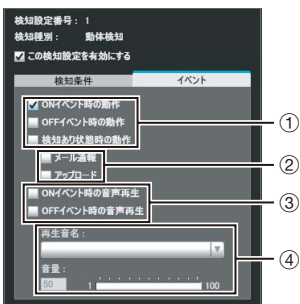 検知設定番号： 1
検知種別： 動体検知
この検知設定を有効にする
検知条件 イベント
ONイベント時の動作
OFFイベント時の動作
検知あり状態時の動作
メール通報
アップロード
ONイベント時の音声再生
OFFイベント時の音声再生
再生音名：
音量：
50 1 100
①
②
③
④